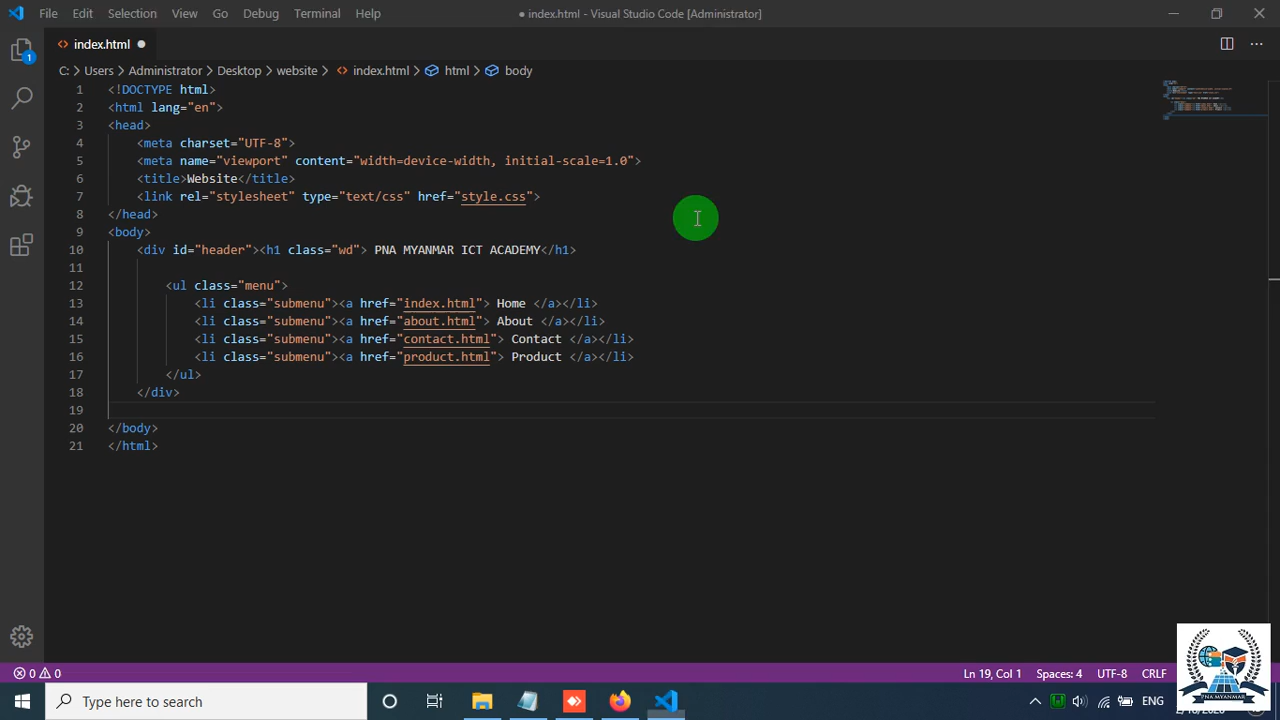 File Edit Selection View Go Debug Terminal Help
● index.html - Visual Studio Code [Administrator]
1
index.html ●
C: > Users > Administrator > Desktop > website > index.html > html > body
1 <!DOCTYPE html>
2 <html lang="en">
3 <head>
4 <meta charset="UTF-8">
5 <meta name="viewport" content="width=device-width, initial-scale=1.0">
6 <title>Website</title>
7 <link rel="stylesheet" type="text/css" href="style.css">
8 </head>
9 <body>
10 <div id="header"><h1 class="wd"> PNA MYANMAR ICT ACADEMY</h1>
11
12 <ul class="menu">
13 <li class="submenu"><a href="index.html"> Home </a></li>
14 <li class="submenu"><a href="about.html"> About </a></li>
15 <li class="submenu"><a href="contact.html"> Contact </a></li>
16 <li class="submenu"><a href="product.html"> Product </a></li>
17 </ul>
18 </div>
19
20 </body>
21 </html>
0 0
Ln 19, Col 1 Spaces: 4 UTF-8 CRLF
Type here to search
ENG
PNA MYANMAR